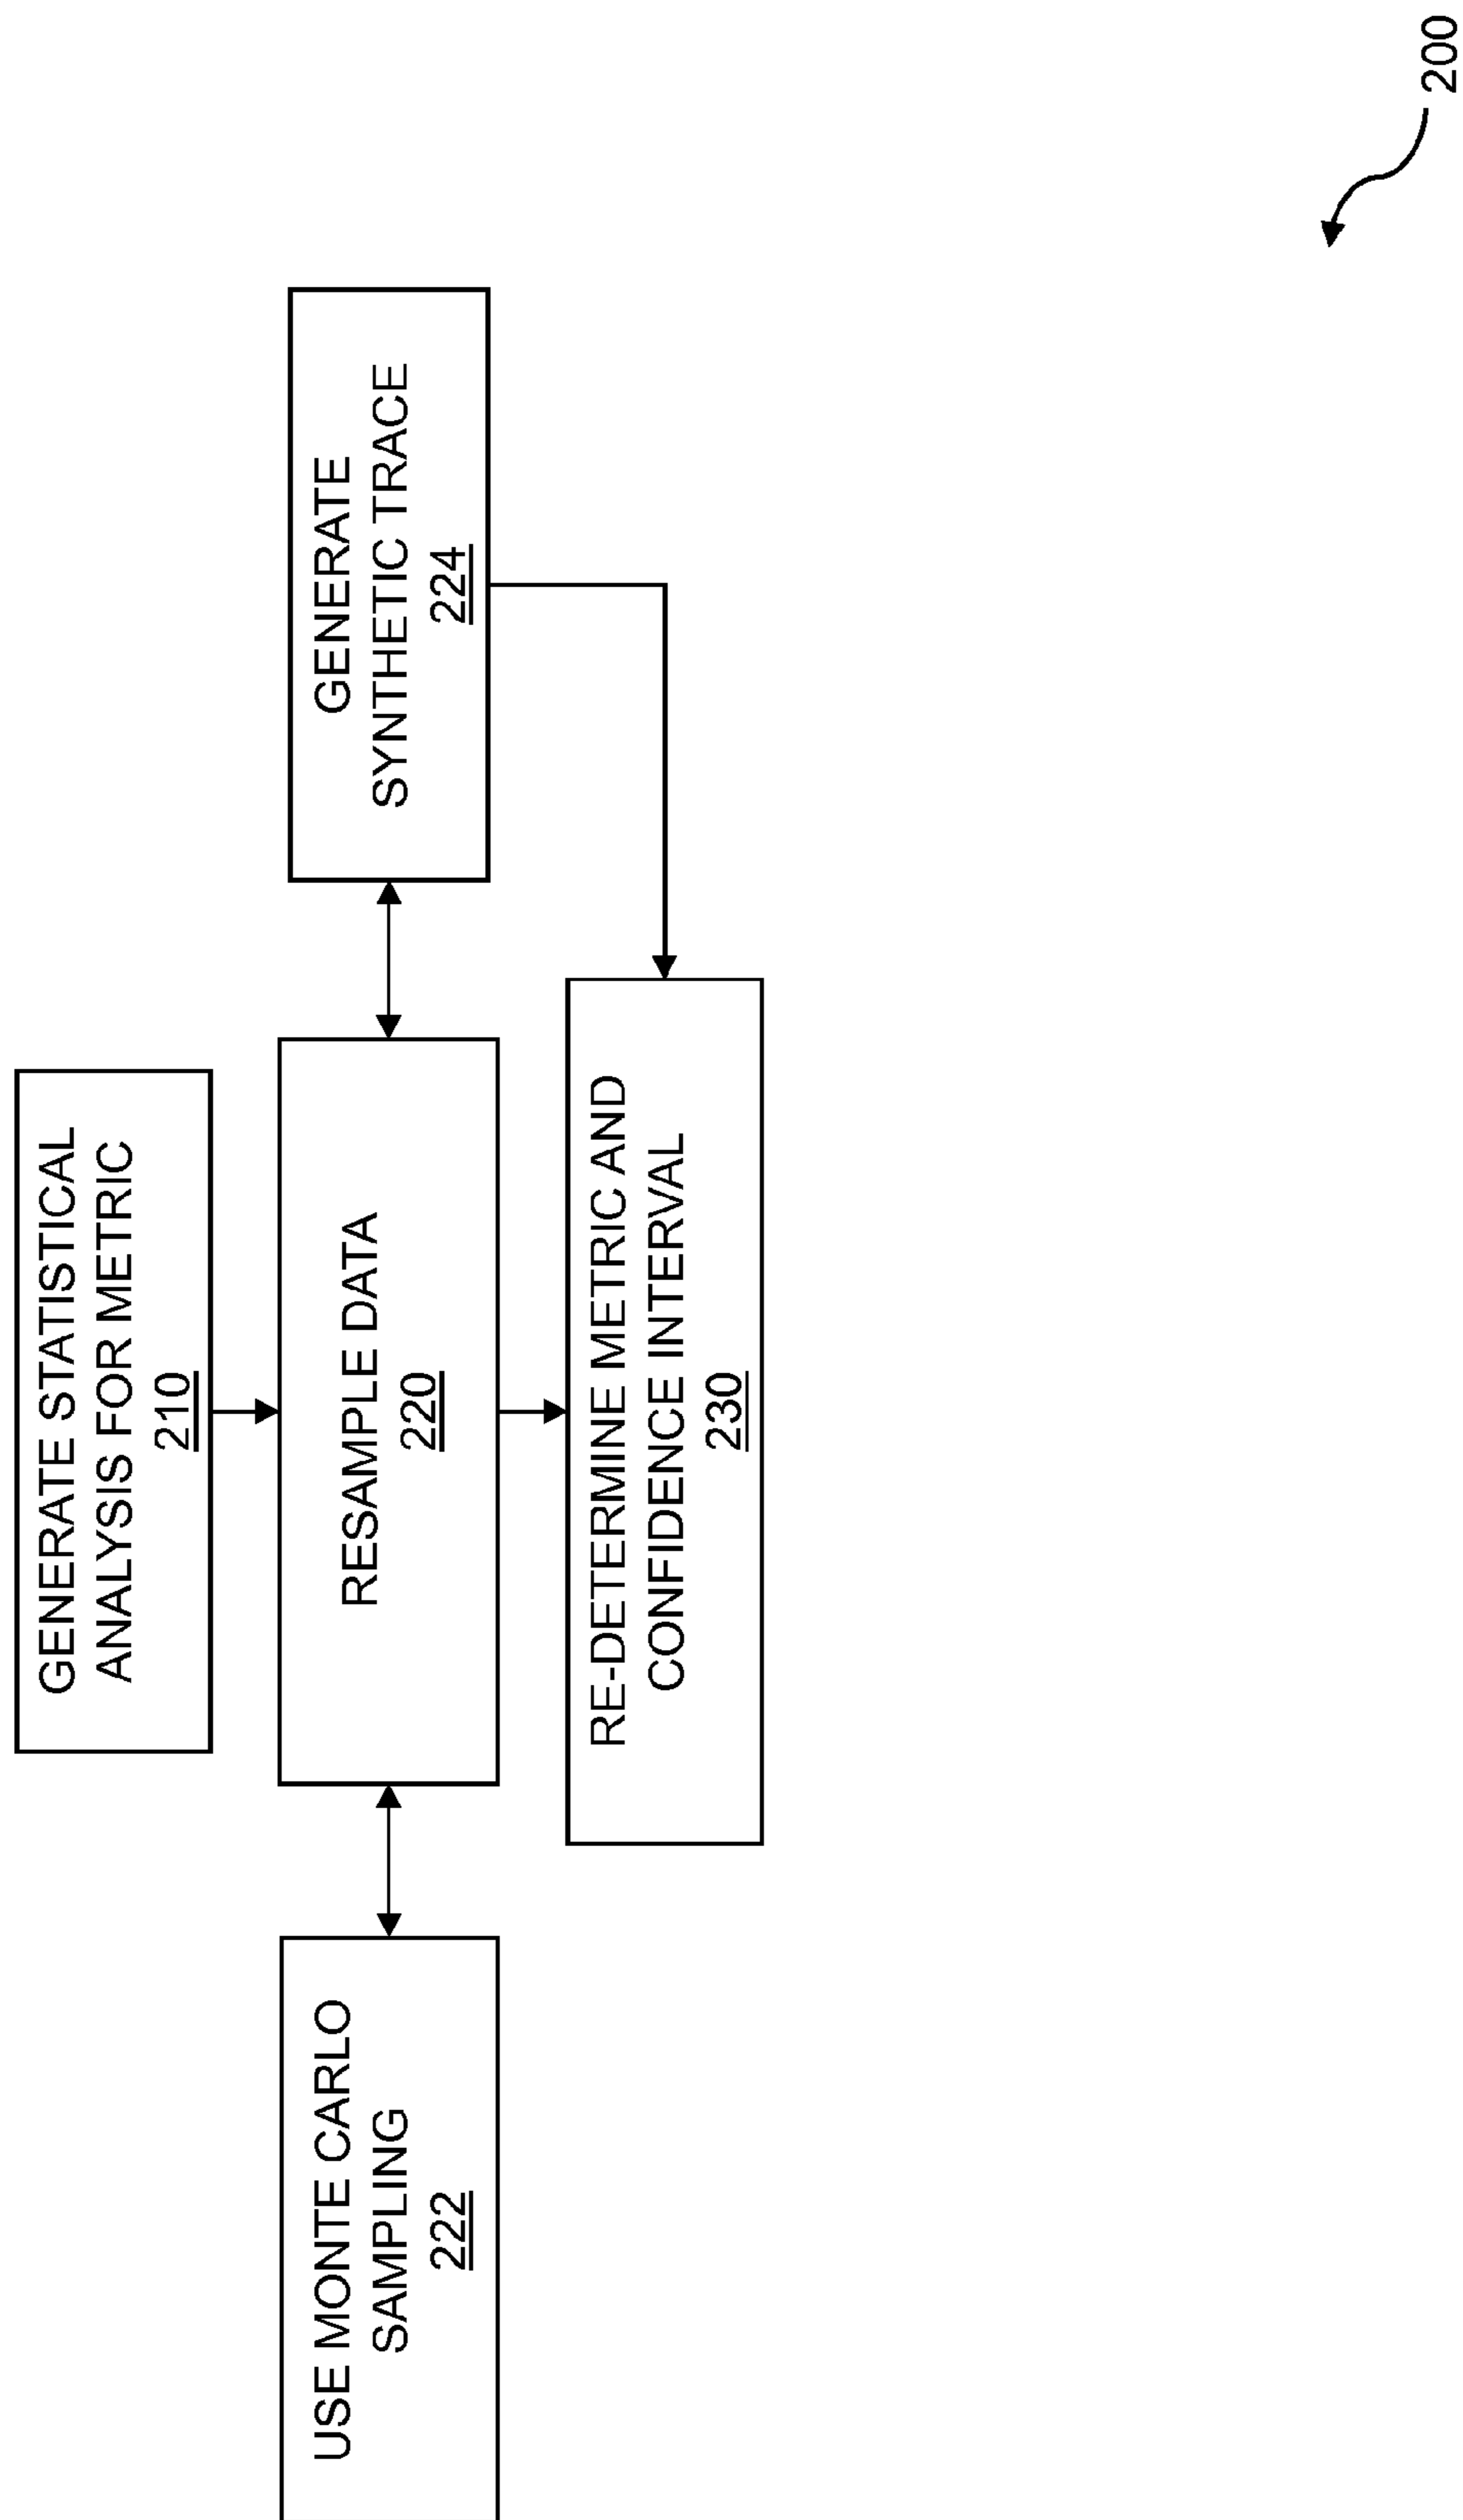 GENERATE STATISTICAL
ANALYSIS FOR METRIC
210
USE MONTE CARLO
SAMPLING
222
RESAMPLE DATA
220
GENERATE
SYNTHETIC TRACE
224
RE-DETERMINE METRIC AND
CONFIDENCE INTERVAL
230
200